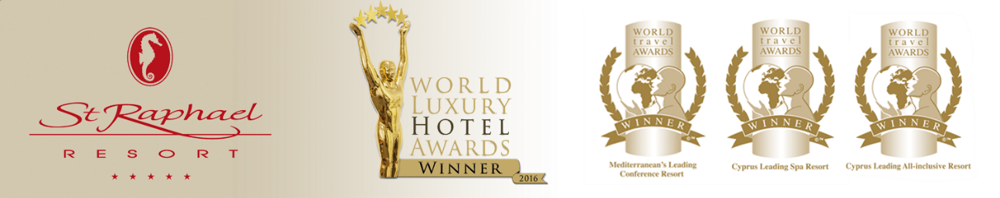 St Raphael
RESORT
WORLD
LUXURY
HOTEL
AWARDS
WINNER
2016
WORLD
travel
AWARDS
WINNER
Mediterranean's Leading
Conference Resort
WORLD
travel
AWARDS
WINNER
Cyprus Leading Spa Resort
WORLD
travel
AWARDS
WINNER
Cyprus Leading All-inclusive Resort